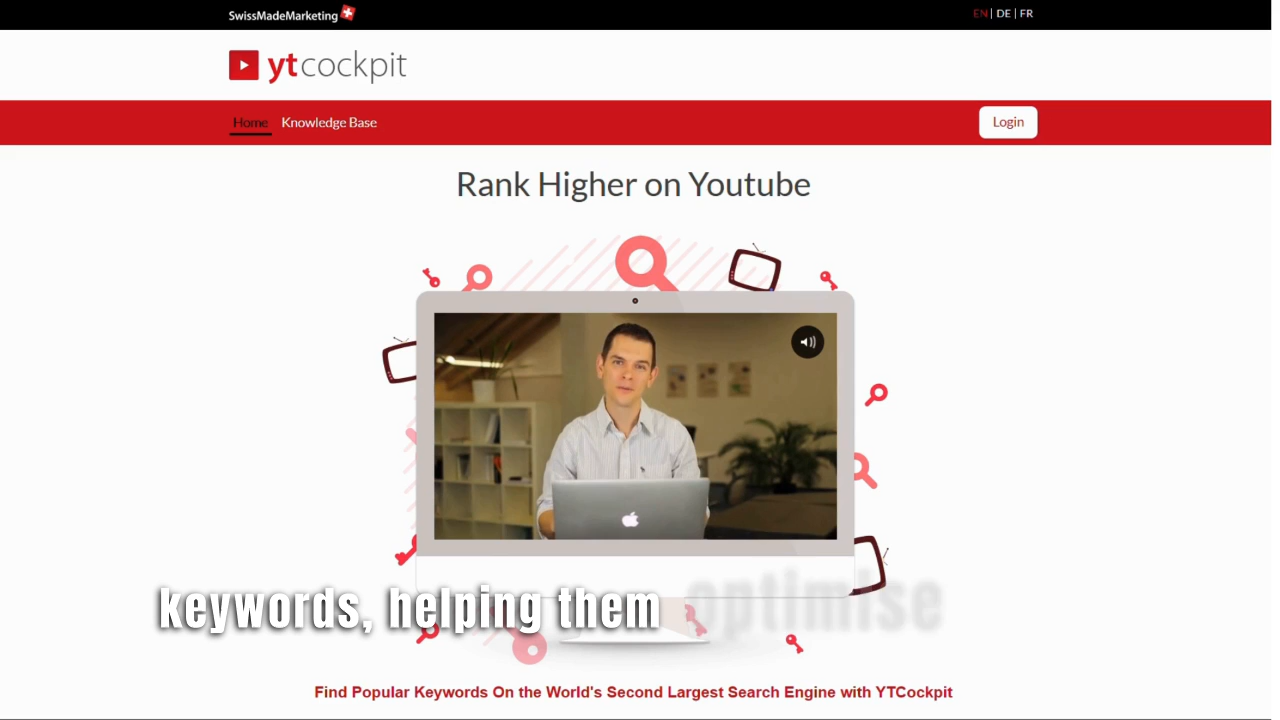 SwissMadeMarketing
EN | DE | FR
ytcockpit
Home
Knowledge Base
Login
Rank Higher on Youtube
keywords, helping them optimise
Find Popular Keywords On the World's Second Largest Search Engine with YTCockpit